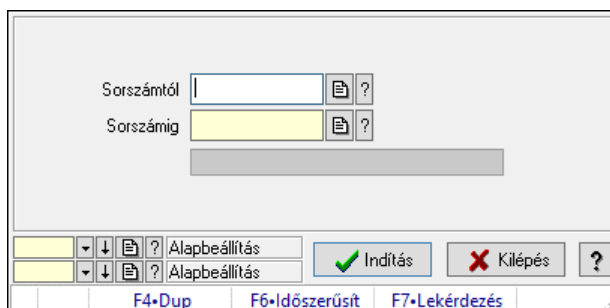 Sorszámtól ?
Sorszámig ?
? Alapbeállítás
? Alapbeállítás
Indítás Kilépés ?
F4•Dup F6•Időszerűsít F7•Lekérdezés